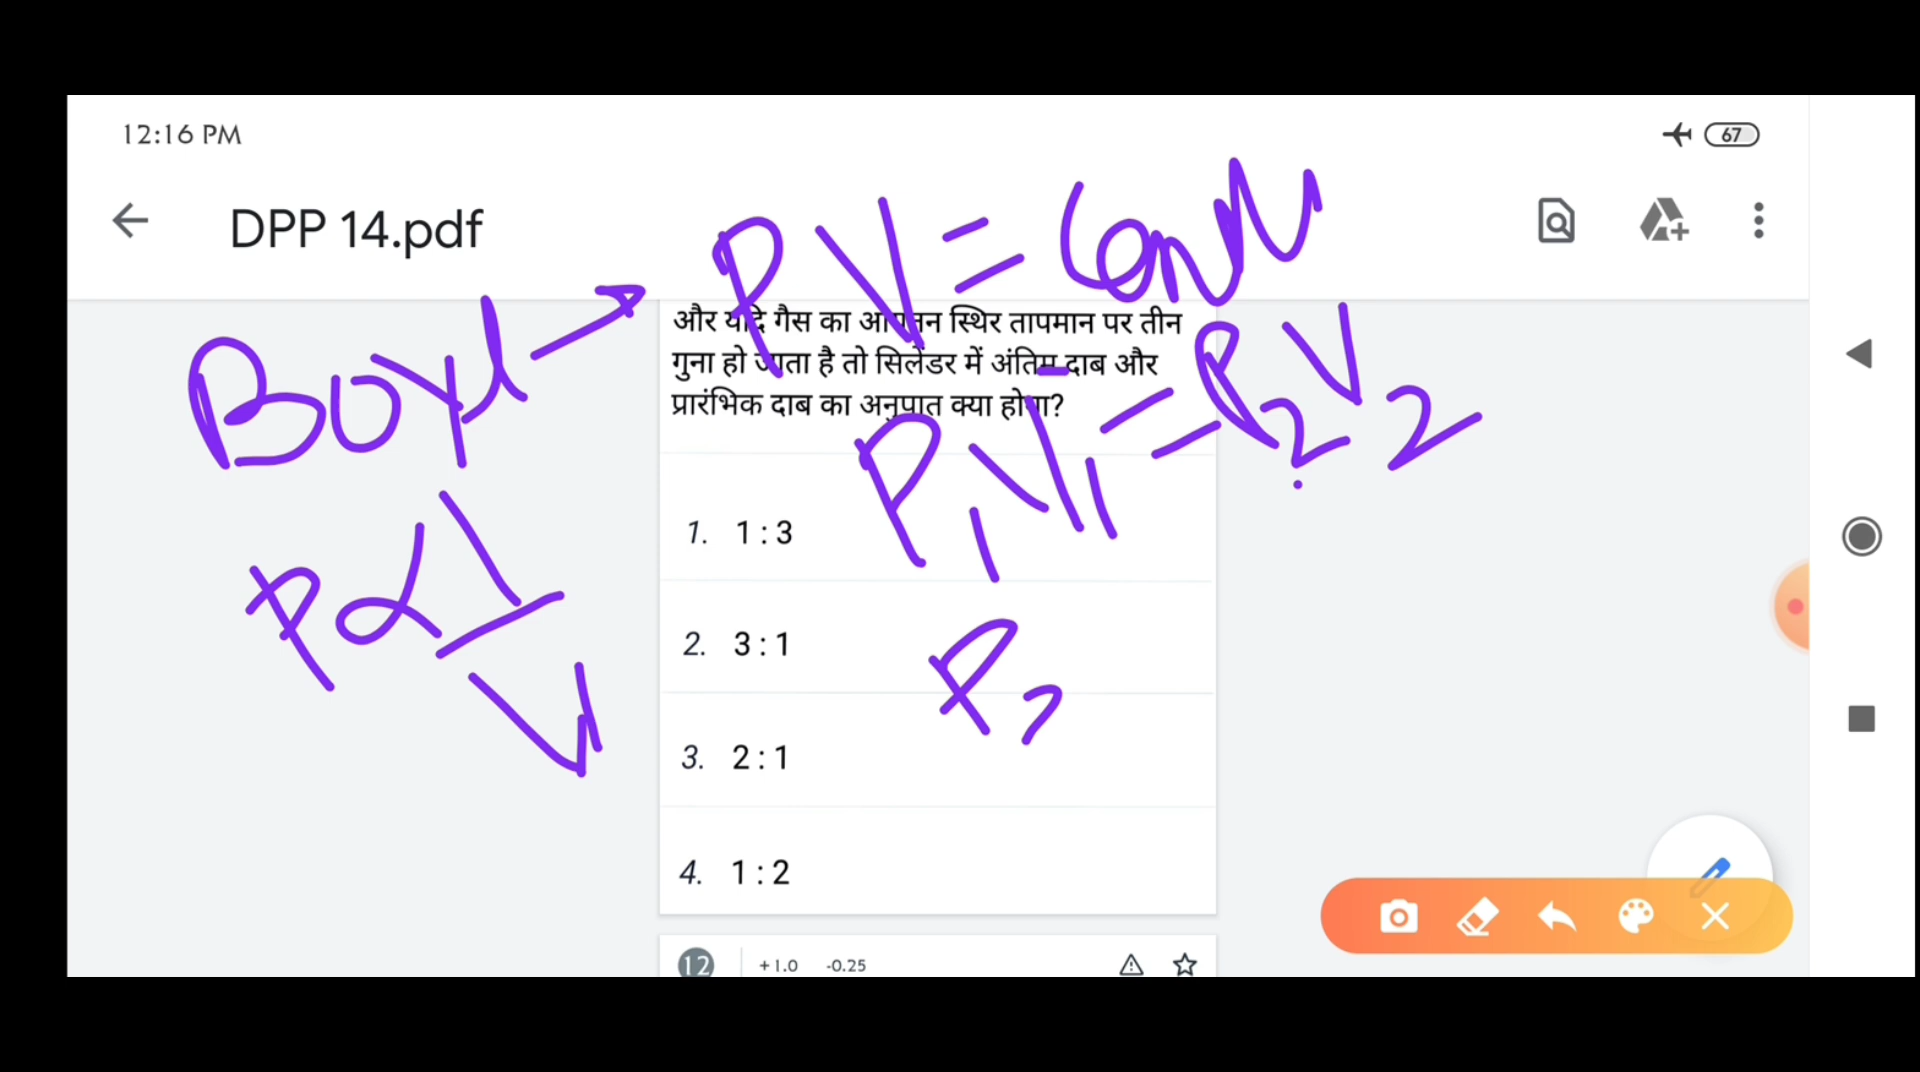 12:16 PM
67
DPP 14.pdf
PV = Const
Boyl →
और यदि गैस का आयतन स्थिर तापमान पर तीन
गुना हो जाता है तो सिलेंडर में अंतिम दाब और
प्रारंभिक दाब का अनुपात क्या होगा?
P₁V₁ = P₂V₂
P ∝ 1/V
1. 1 : 3
2. 3 : 1
P₂
3. 2 : 1
4. 1 : 2
12 +1.0 -0.25